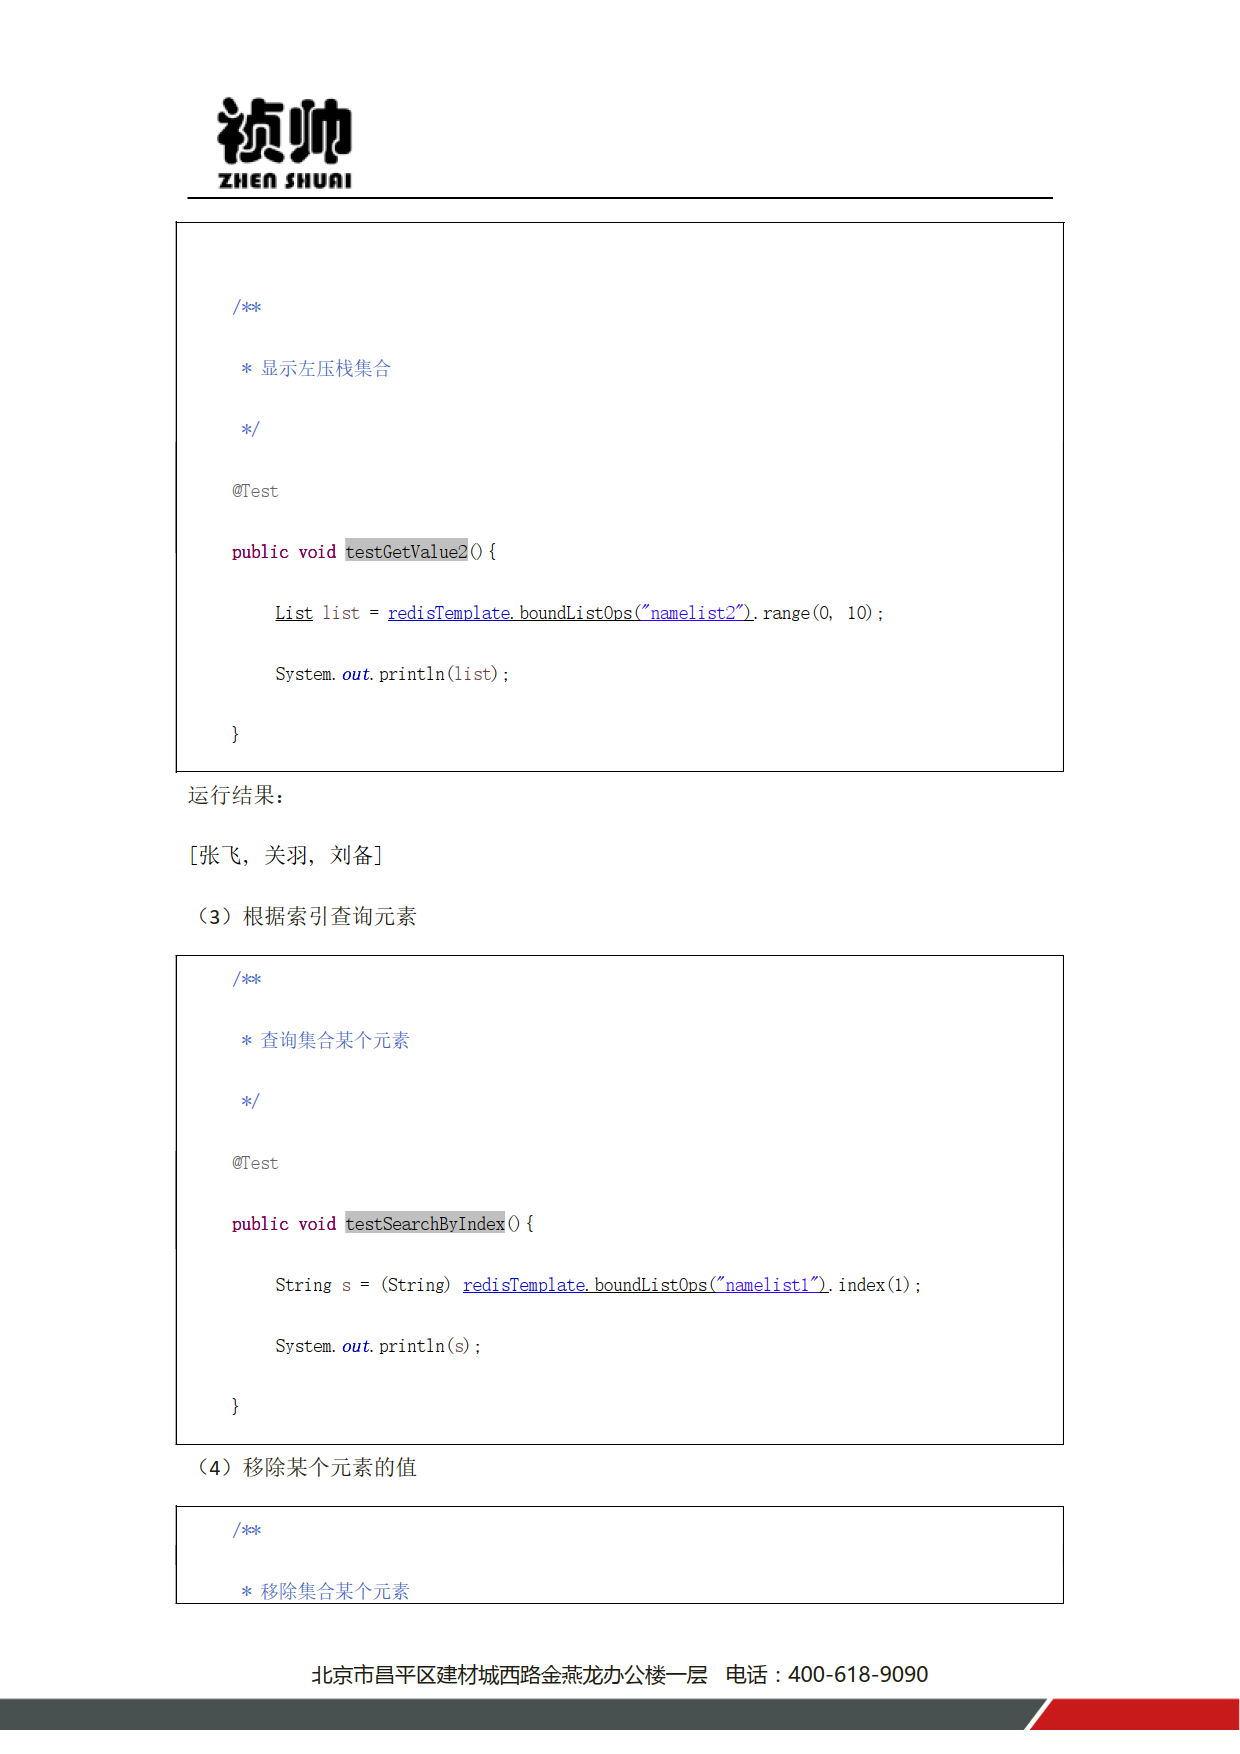 祯帅
ZHEN SHUAI
/**
* 显示左压栈集合
*/
@Test
public void testGetValue2(){
List list = redisTemplate.boundListOps("namelist2").range(0, 10);
System.out.println(list);
}
运行结果：
[张飞, 关羽, 刘备]
（3）根据索引查询元素
/**
* 查询集合某个元素
*/
@Test
public void testSearchByIndex(){
String s = (String) redisTemplate.boundListOps("namelist1").index(1);
System.out.println(s);
}
（4）移除某个元素的值
/**
* 移除集合某个元素
北京市昌平区建材城西路金燕龙办公楼一层 电话：400-618-9090